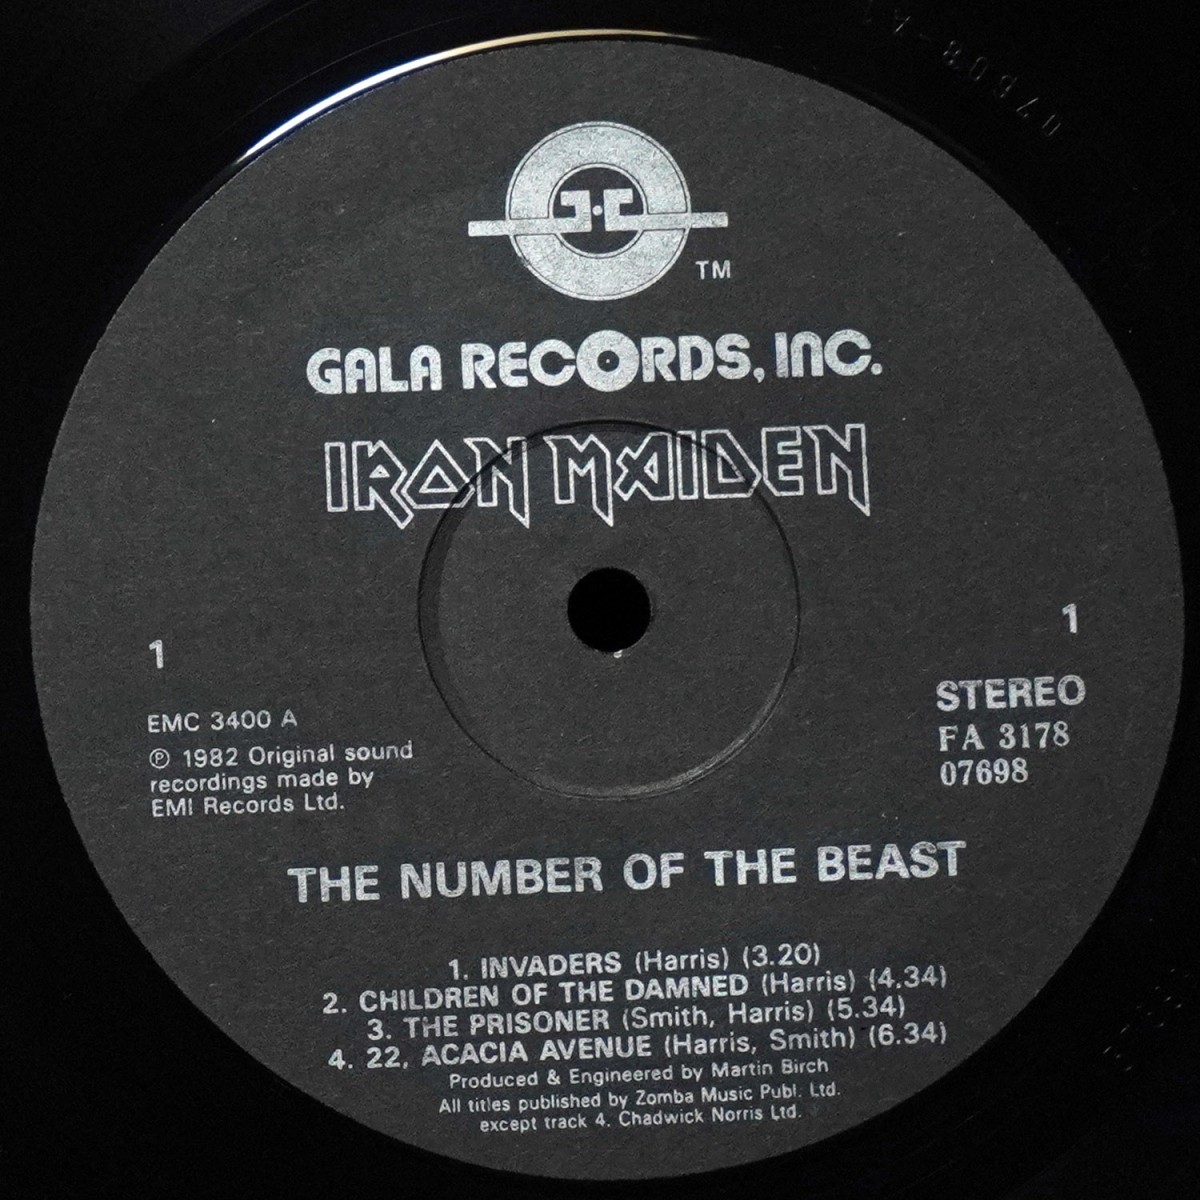 07608-A1
TM
GALA RECORDS, INC.
IRON MAIDEN
1
1
EMC 3400 A
℗ 1982 Original sound
recordings made by
EMI Records Ltd.
STEREO
FA 3178
07698
THE NUMBER OF THE BEAST
1. INVADERS (Harris) (3.20)
2. CHILDREN OF THE DAMNED (Harris) (4.34)
3. THE PRISONER (Smith, Harris) (5.34)
4. 22, ACACIA AVENUE (Harris, Smith) (6.34)
Produced & Engineered by Martin Birch
All titles published by Zomba Music Publ. Ltd.
except track 4. Chadwick Norris Ltd.